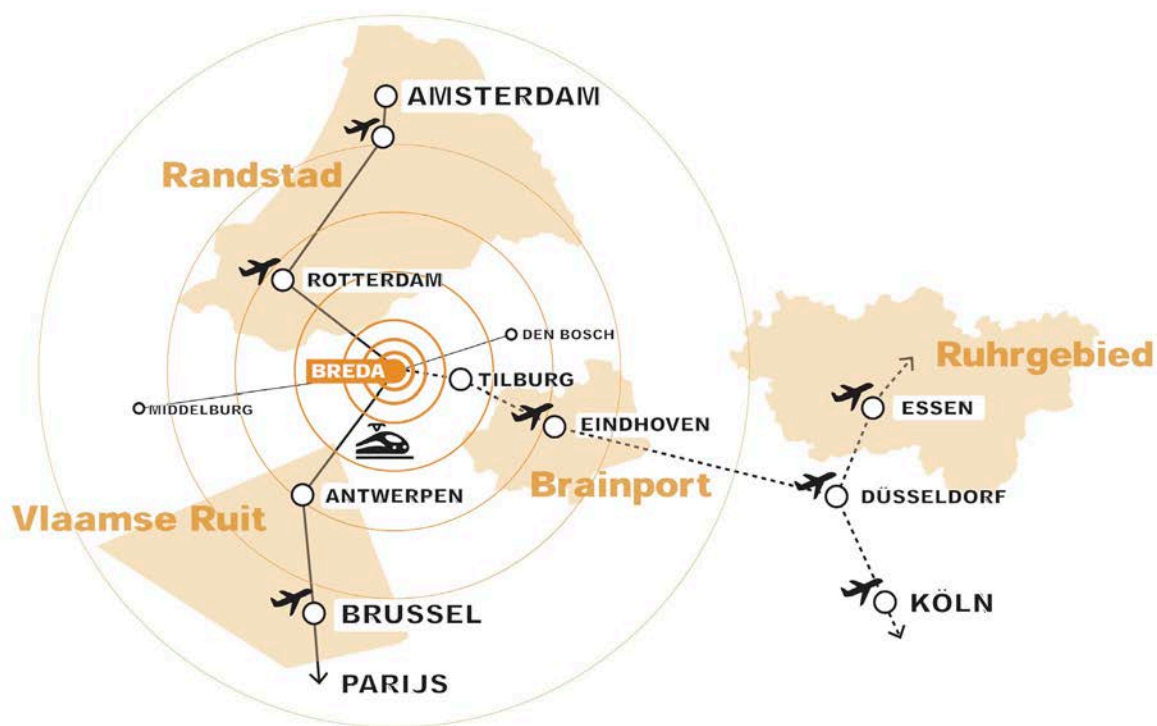 AMSTERDAM
Randstad
ROTTERDAM
DEN BOSCH
Ruhrgebied
BREDA
TILBURG
MIDDELBURG
ESSEN
EINDHOVEN
Brainport
ANTWERPEN
DÜSSELDORF
Vlaamse Ruit
KÖLN
BRUSSEL
PARIJS